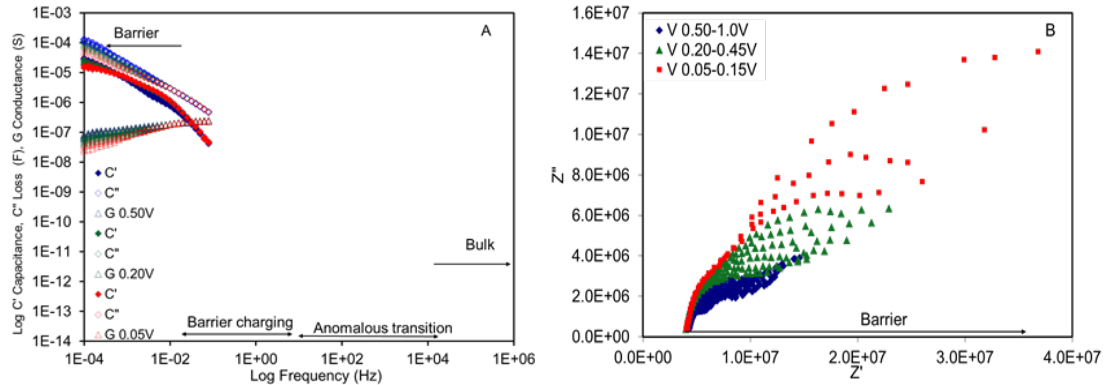 A
Barrier
1E-04
1E-05
1E-06
1E-07
1E-08
1E-09
1E-10
1E-11
1E-12
1E-13
1E-14
Log C' Capacitance, C" Loss (F), G Conductance (S)
C'
C"
G 0.50V
C'
C"
G 0.20V
C'
C"
G 0.05V
Bulk
Barrier charging
Anomalous transition
1E-04
1E-02
1E+00
1E+02
1E+04
1E+06
Log Frequency (Hz)
B
V 0.50-1.0V
V 0.20-0.45V
V 0.05-0.15V
1.6E+07
1.4E+07
1.2E+07
1.0E+07
8.0E+06
6.0E+06
4.0E+06
2.0E+06
0.0E+00
Z"
Barrier
0.0E+00
1.0E+07
2.0E+07
3.0E+07
4.0E+07
Z'